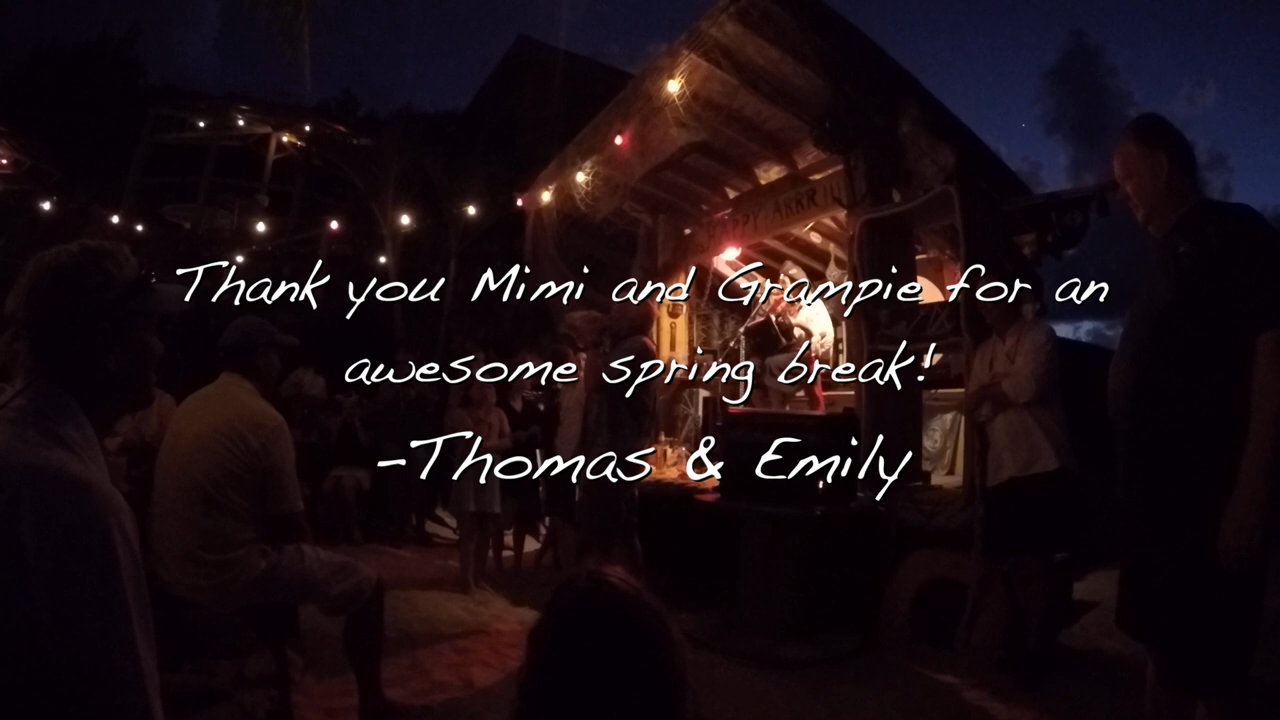 Thank you Mimi and Grampie for an
awesome spring break!
-Thomas & Emily